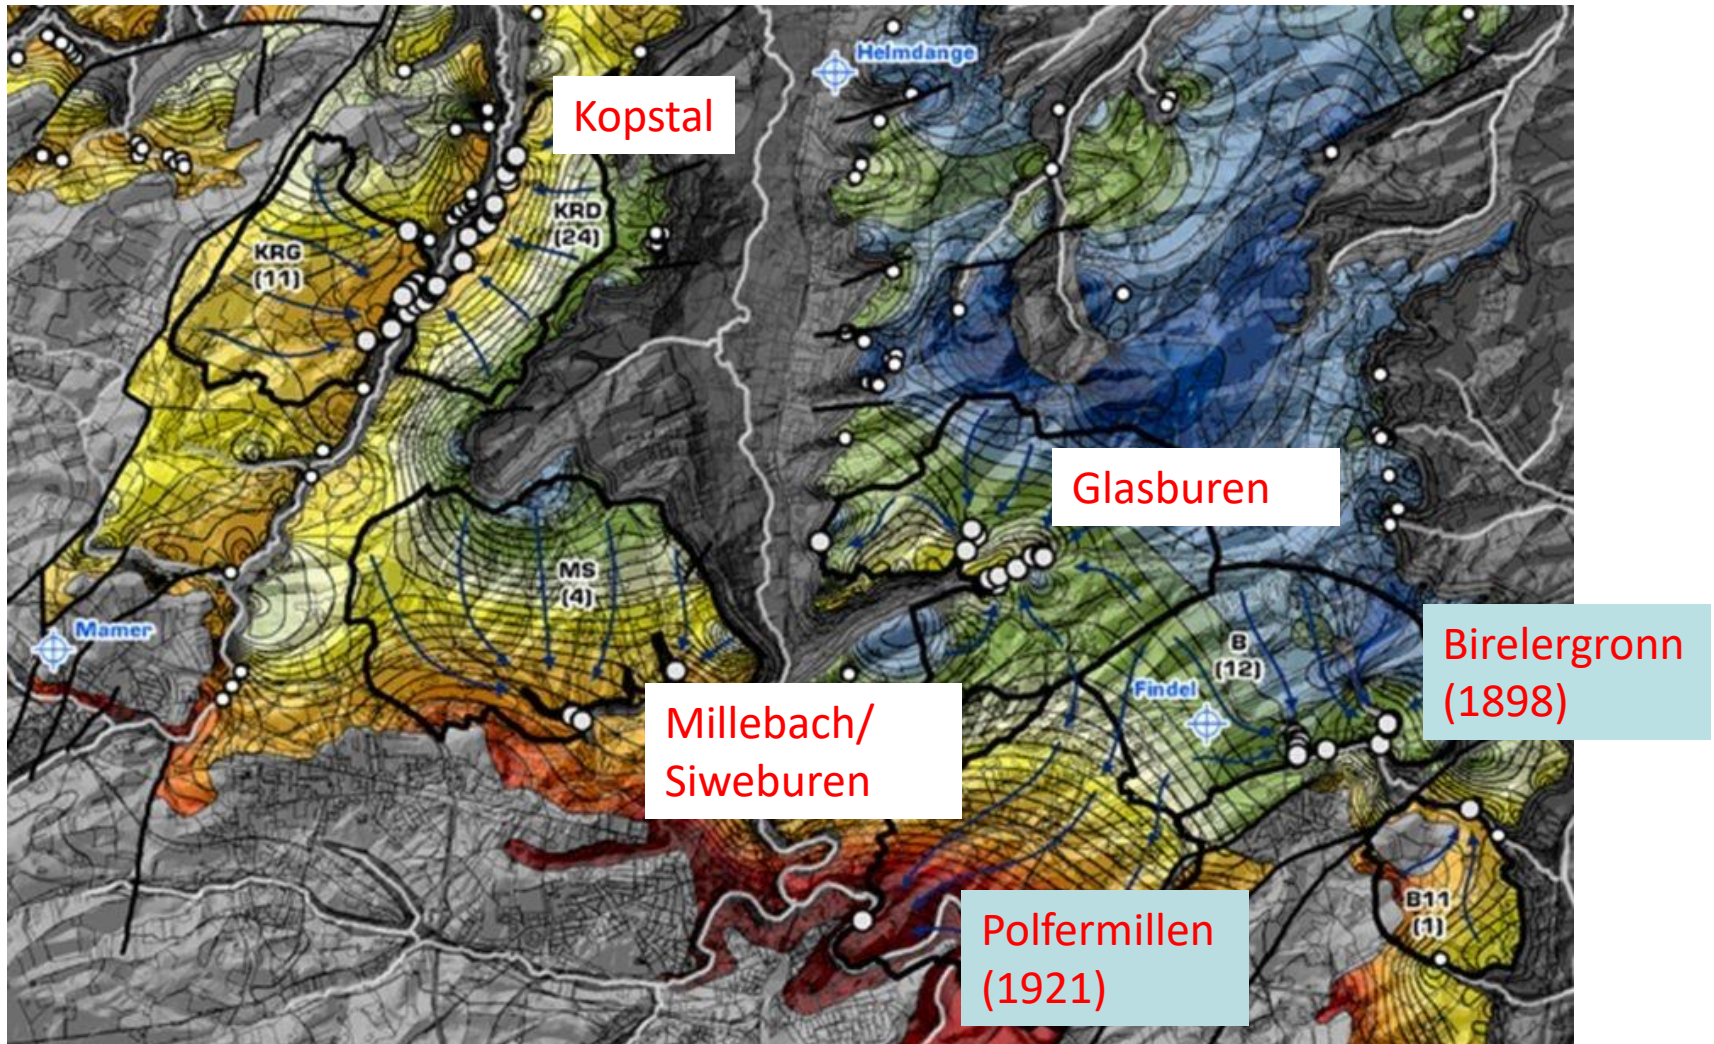 Helmdange
Kopstal
KRD
(24)
KRG
(11)
Glasburen
MS
(4)
Mamer
B
(12)
Findel
Birelergronn
(1898)
Millebach/
Siweburen
B11
(1)
Polfermillen
(1921)